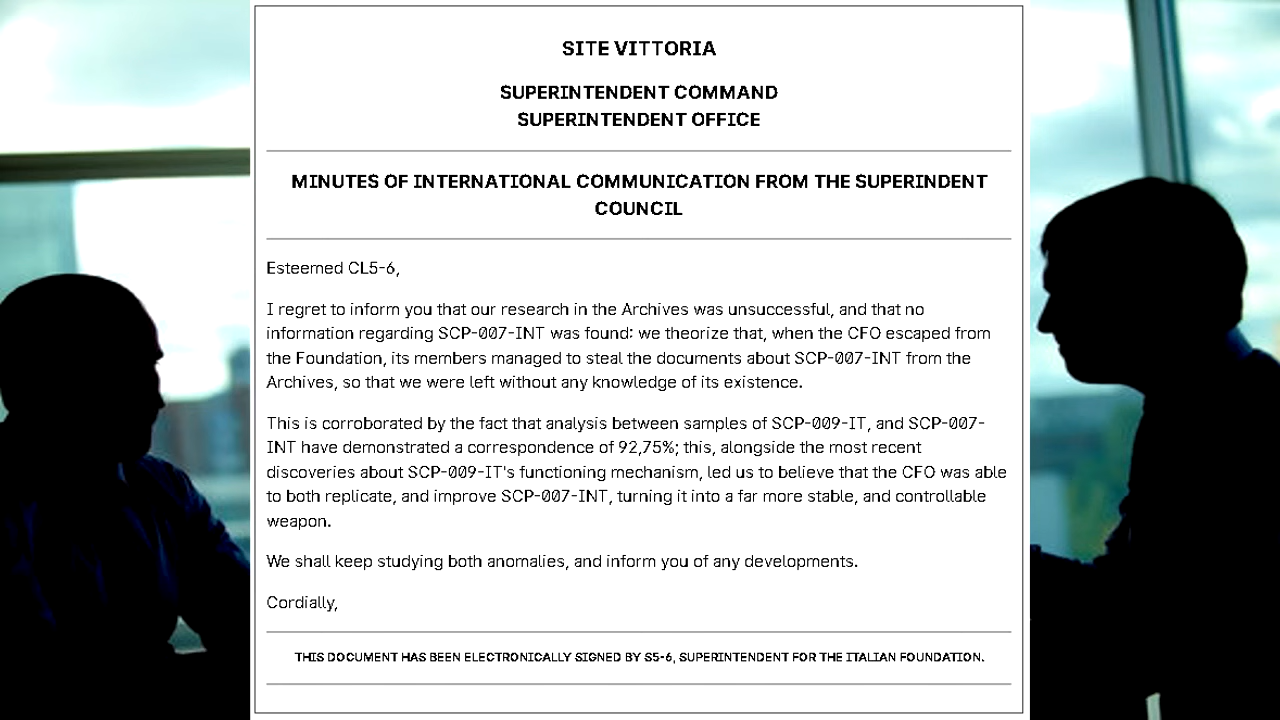 SITE VITTORIA
SUPERINTENDENT COMMAND
SUPERINTENDENT OFFICE
MINUTES OF INTERNATIONAL COMMUNICATION FROM THE SUPERINDENT
COUNCIL
Esteemed CL5-6,
I regret to inform you that our research in the Archives was unsuccessful, and that no
information regarding SCP-007-INT was found: we theorize that, when the CFO escaped from
the Foundation, its members managed to steal the documents about SCP-007-INT from the
Archives, so that we were left without any knowledge of its existence.
This is corroborated by the fact that analysis between samples of SCP-009-IT, and SCP-007-
INT have demonstrated a correspondence of 92,75%; this, alongside the most recent
discoveries about SCP-009-IT's functioning mechanism, led us to believe that the CFO was able
to both replicate, and improve SCP-007-INT, turning it into a far more stable, and controllable
weapon.
We shall keep studying both anomalies, and inform you of any developments.
Cordially,
THIS DOCUMENT HAS BEEN ELECTRONICALLY SIGNED BY S5-6, SUPERINTENDENT FOR THE ITALIAN FOUNDATION.